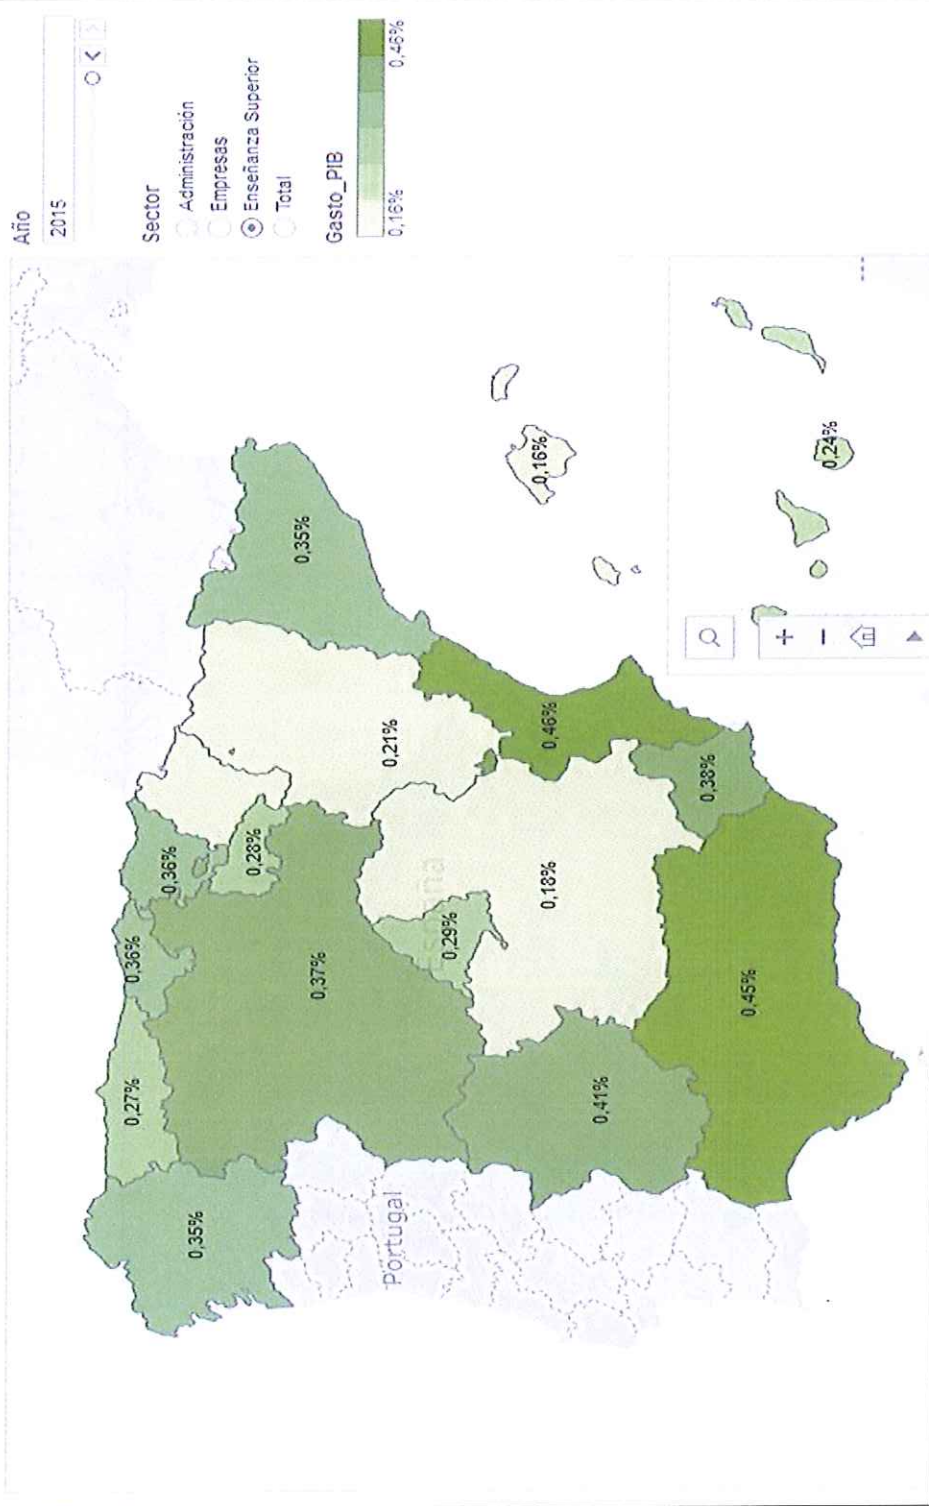 Año
2015
Sector
Administración
Empresas
Enseñanza Superior
Total
Gasto_PIB
0,16%
0,46%
0,35%
0,27%
0,36%
0,36%
0,28%
0,37%
0,21%
0,35%
0,29%
0,18%
0,46%
0,16%
0,41%
0,38%
0,45%
0,24%
Portugal